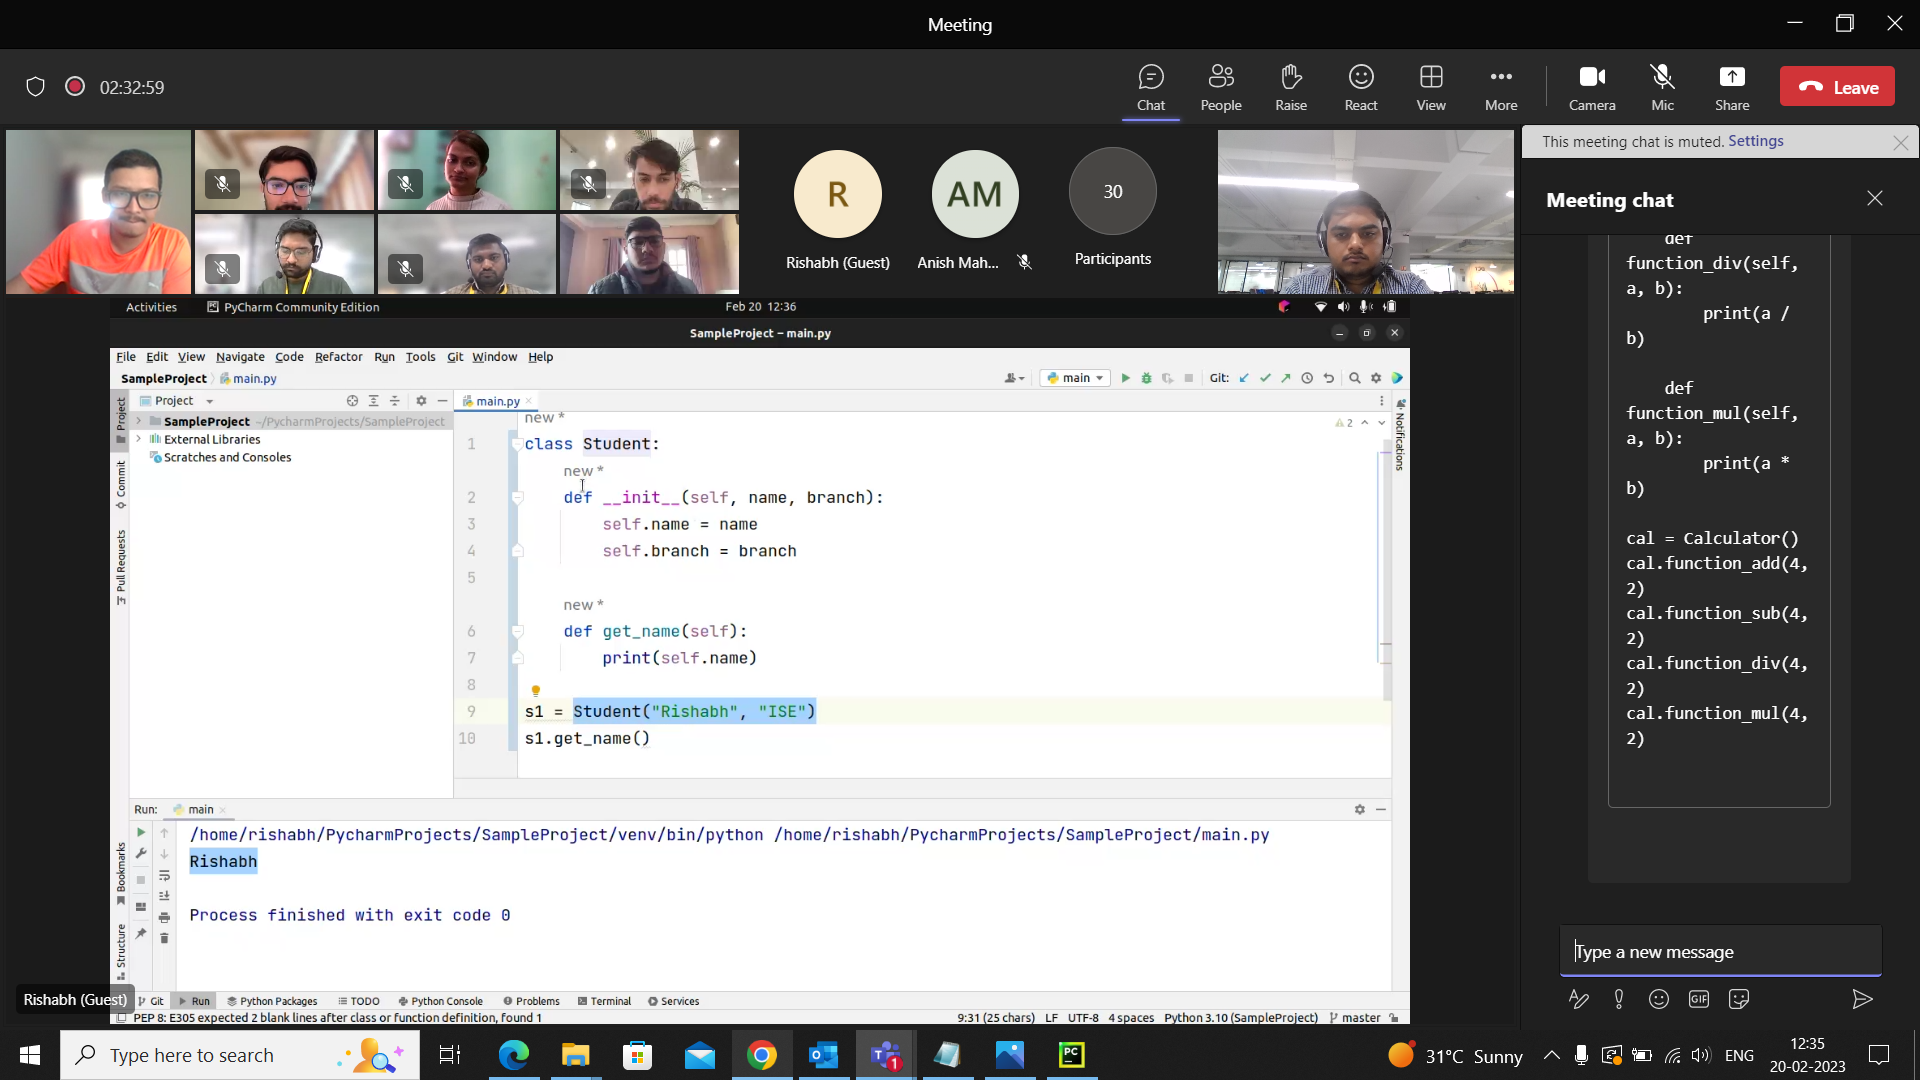 Meeting
02:32:59
Chat
People
Raise
React
View
More
Camera
Mic
Share
Leave
R
Rishabh (Guest)
AM
Anish Mah...
30
Participants
This meeting chat is muted. Settings
Meeting chat
def
function_div(self,
a, b):
print(a /
b)
def
function_mul(self,
a, b):
print(a *
b)
cal = Calculator()
cal.function_add(4,
2)
cal.function_sub(4,
2)
cal.function_div(4,
2)
cal.function_mul(4,
2)
Type a new message
GIF
Activities
PyCharm Community Edition
Feb 20 12:36
SampleProject – main.py
File Edit View Navigate Code Refactor Run Tools Git Window Help
SampleProject
main.py
main
Git:
Project
Project
main.py
SampleProject ~/PycharmProjects/SampleProject
External Libraries
Scratches and Consoles
Commit
Pull Requests
Bookmarks
Structure
Notifications
2
new *
1 class Student:
new *
2 def __init__(self, name, branch):
3 self.name = name
4 self.branch = branch
5
new *
6 def get_name(self):
7 print(self.name)
8
9 s1 = Student("Rishabh", "ISE")
10 s1.get_name()
Run: main
/home/rishabh/PycharmProjects/SampleProject/venv/bin/python /home/rishabh/PycharmProjects/SampleProject/main.py
Rishabh
Process finished with exit code 0
Rishabh (Guest)
Git Run Python Packages TODO Python Console Problems Terminal Services
PEP 8: E305 expected 2 blank lines after class or function definition, found 1
9:31 (25 chars) LF UTF-8 4 spaces Python 3.10 (SampleProject) master
Type here to search
1
PC
31°C Sunny
ENG
12:35
20-02-2023